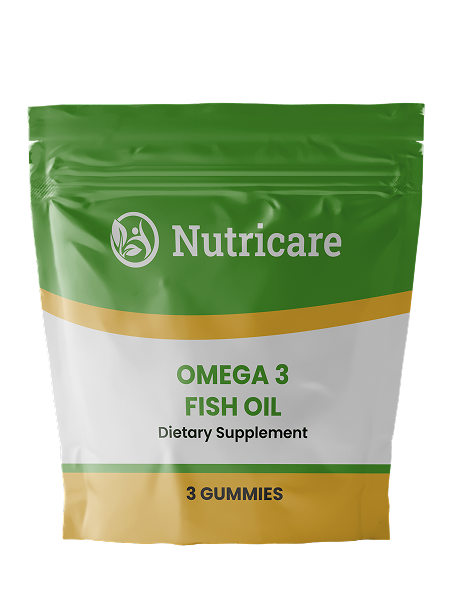 Nutricare
OMEGA 3
FISH OIL
Dietary Supplement
3 GUMMIES